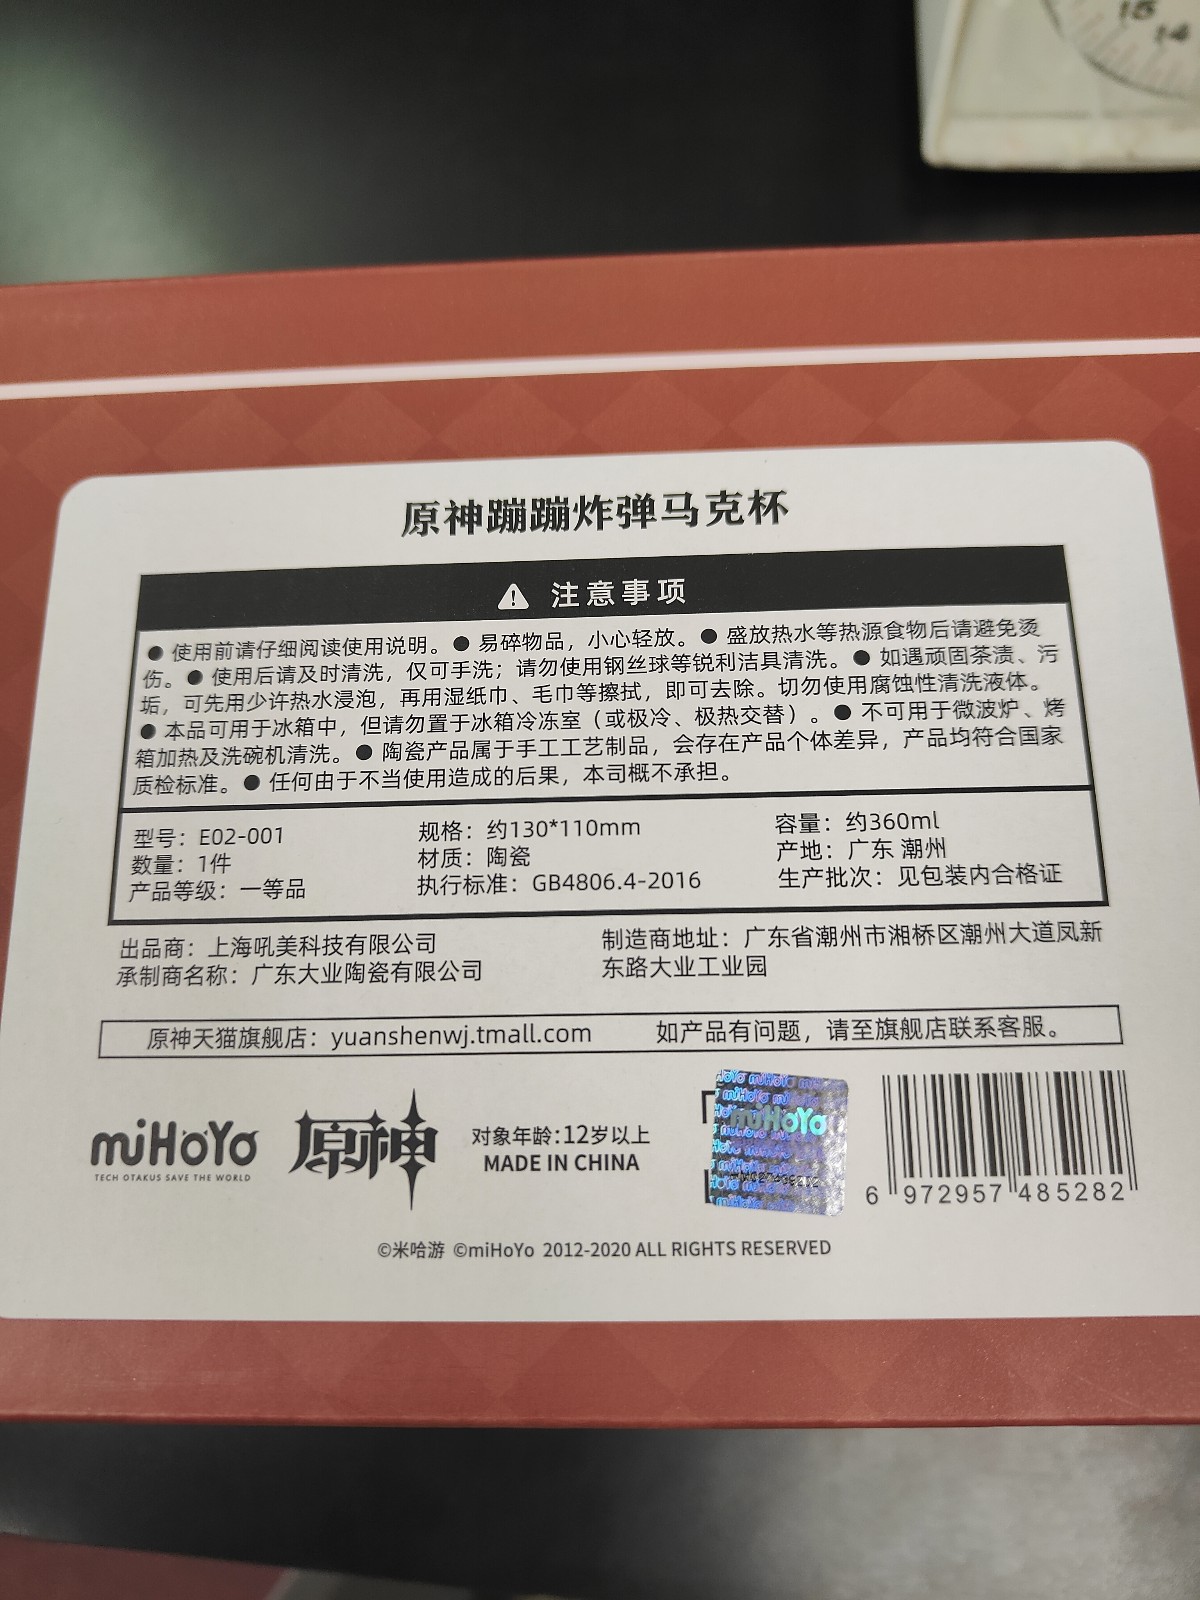 15
14
原神蹦蹦炸弹马克杯
注意事项
● 使用前请仔细阅读使用说明。● 易碎物品，小心轻放。● 盛放热水等热源食物后请避免烫
伤。● 使用后请及时清洗，仅可手洗；请勿使用钢丝球等锐利洁具清洗。● 如遇顽固茶渍、污
垢，可先用少许热水浸泡，再用湿纸巾、毛巾等擦拭，即可去除。切勿使用腐蚀性清洗液体。
● 本品可用于冰箱中，但请勿置于冰箱冷冻室（或极冷、极热交替）。● 不可用于微波炉、烤
箱加热及洗碗机清洗。● 陶瓷产品属于手工工艺制品，会存在产品个体差异，产品均符合国家
质检标准。● 任何由于不当使用造成的后果，本司概不承担。
型号：E02-001 规格：约130*110mm 容量：约360ml
数量：1件 材质：陶瓷 产地：广东 潮州
产品等级：一等品 执行标准：GB4806.4-2016 生产批次：见包装内合格证
出品商：上海吼美科技有限公司 制造商地址：广东省潮州市湘桥区潮州大道凤新
承制商名称：广东大业陶瓷有限公司 东路大业工业园
原神天猫旗舰店：yuanshenwj.tmall.com 如产品有问题，请至旗舰店联系客服。
miHoYo
TECH OTAKUS SAVE THE WORLD
原神
对象年龄:12岁以上
MADE IN CHINA
miHoYo
6 972957 485282
©米哈游 ©miHoYo 2012-2020 ALL RIGHTS RESERVED